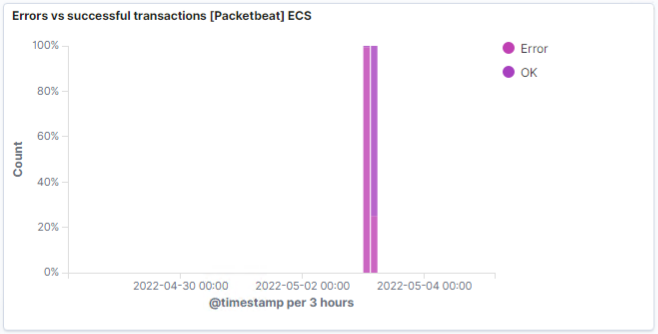 Errors vs successful transactions [Packetbeat] ECS
100%
80%
60%
40%
20%
0%
Count
2022-04-30 00:00
2022-05-02 00:00
2022-05-04 00:00
@timestamp per 3 hours
Error
OK